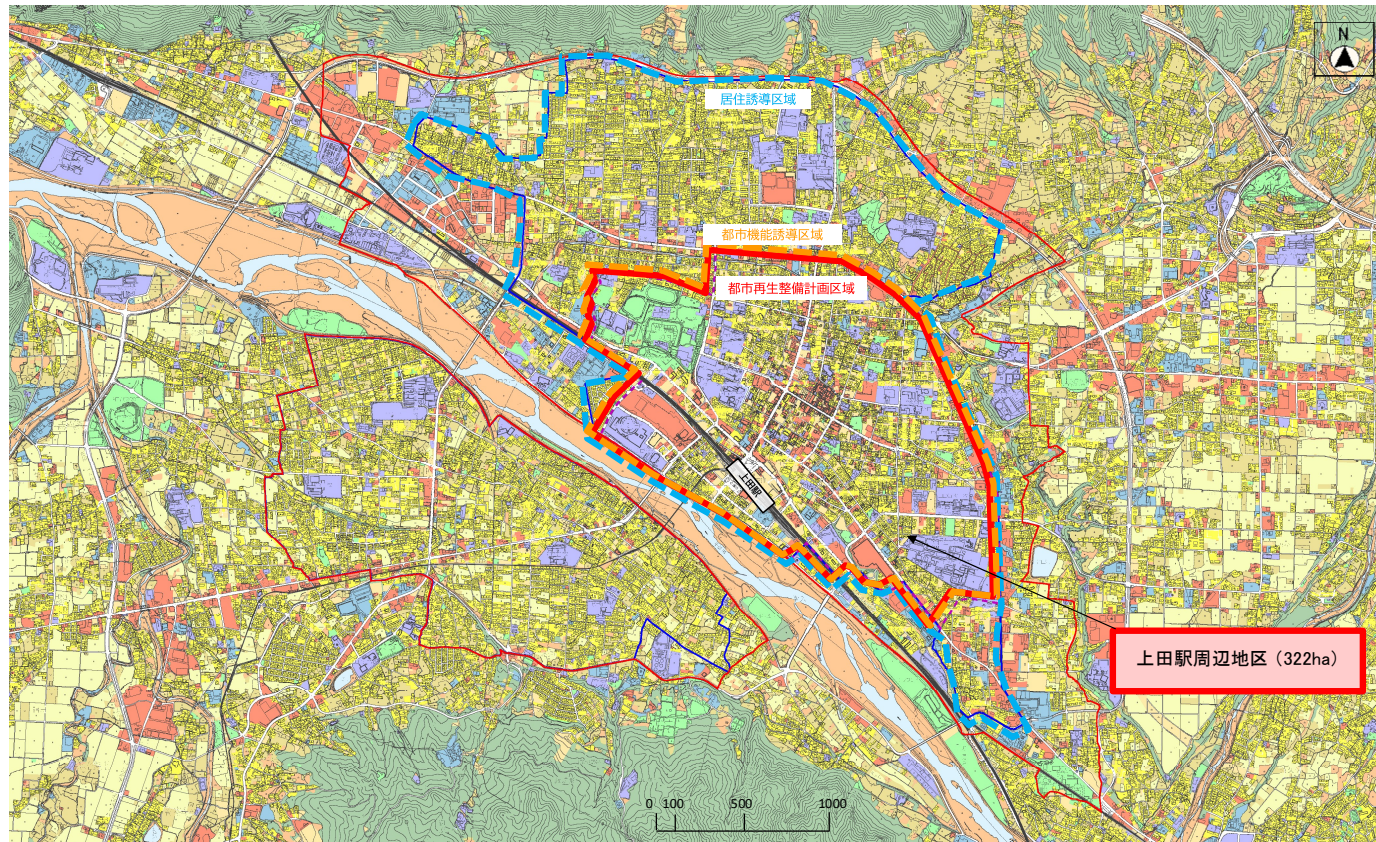 N
居住誘導区域
都市機能誘導区域
都市再生整備計画区域
上田駅
上田駅周辺地区（322ha）
0 100 500 1000